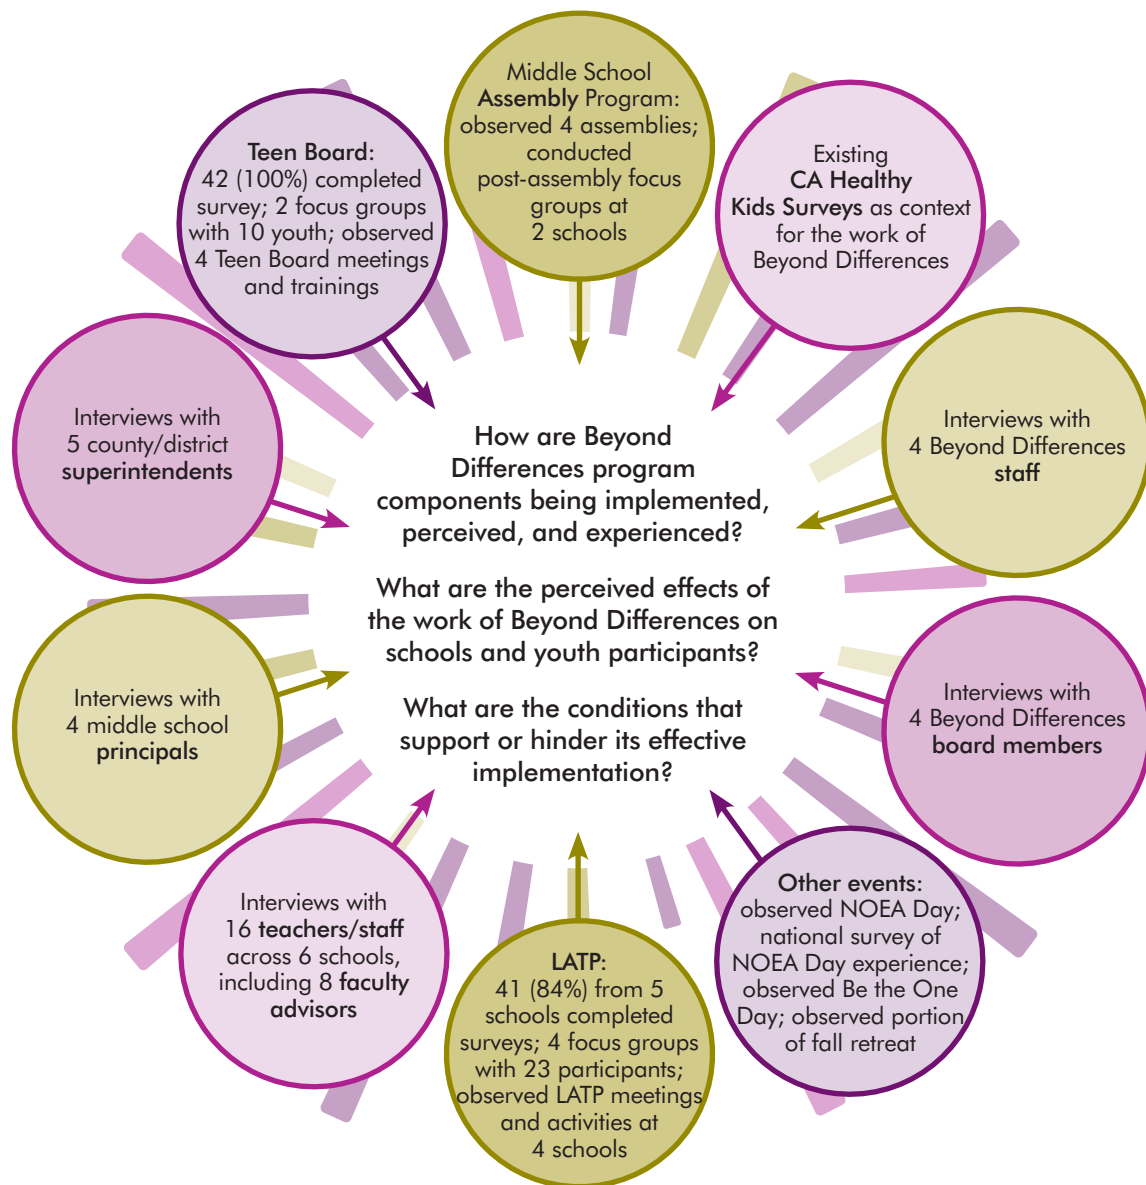 Middle School
Assembly Program:
observed 4 assemblies;
conducted
post-assembly focus
groups at
2 schools
Teen Board:
42 (100%) completed
survey; 2 focus groups
with 10 youth; observed
4 Teen Board meetings
and trainings
Existing
CA Healthy
Kids Surveys as context
for the work of
Beyond Differences
Interviews with
5 county/district
superintendents
Interviews with
4 Beyond Differences
staff
How are Beyond
Differences program
components being implemented,
perceived, and experienced?
What are the perceived effects of
the work of Beyond Differences on
schools and youth participants?
What are the conditions that
support or hinder its effective
implementation?
Interviews with
4 middle school
principals
Interviews with
4 Beyond Differences
board members
Interviews with
16 teachers/staff
across 6 schools,
including 8 faculty
advisors
LATP:
41 (84%) from 5
schools completed
surveys; 4 focus groups
with 23 participants;
observed LATP meetings
and activities at
4 schools
Other events:
observed NOEA Day;
national survey of
NOEA Day experience;
observed Be the One
Day; observed portion
of fall retreat